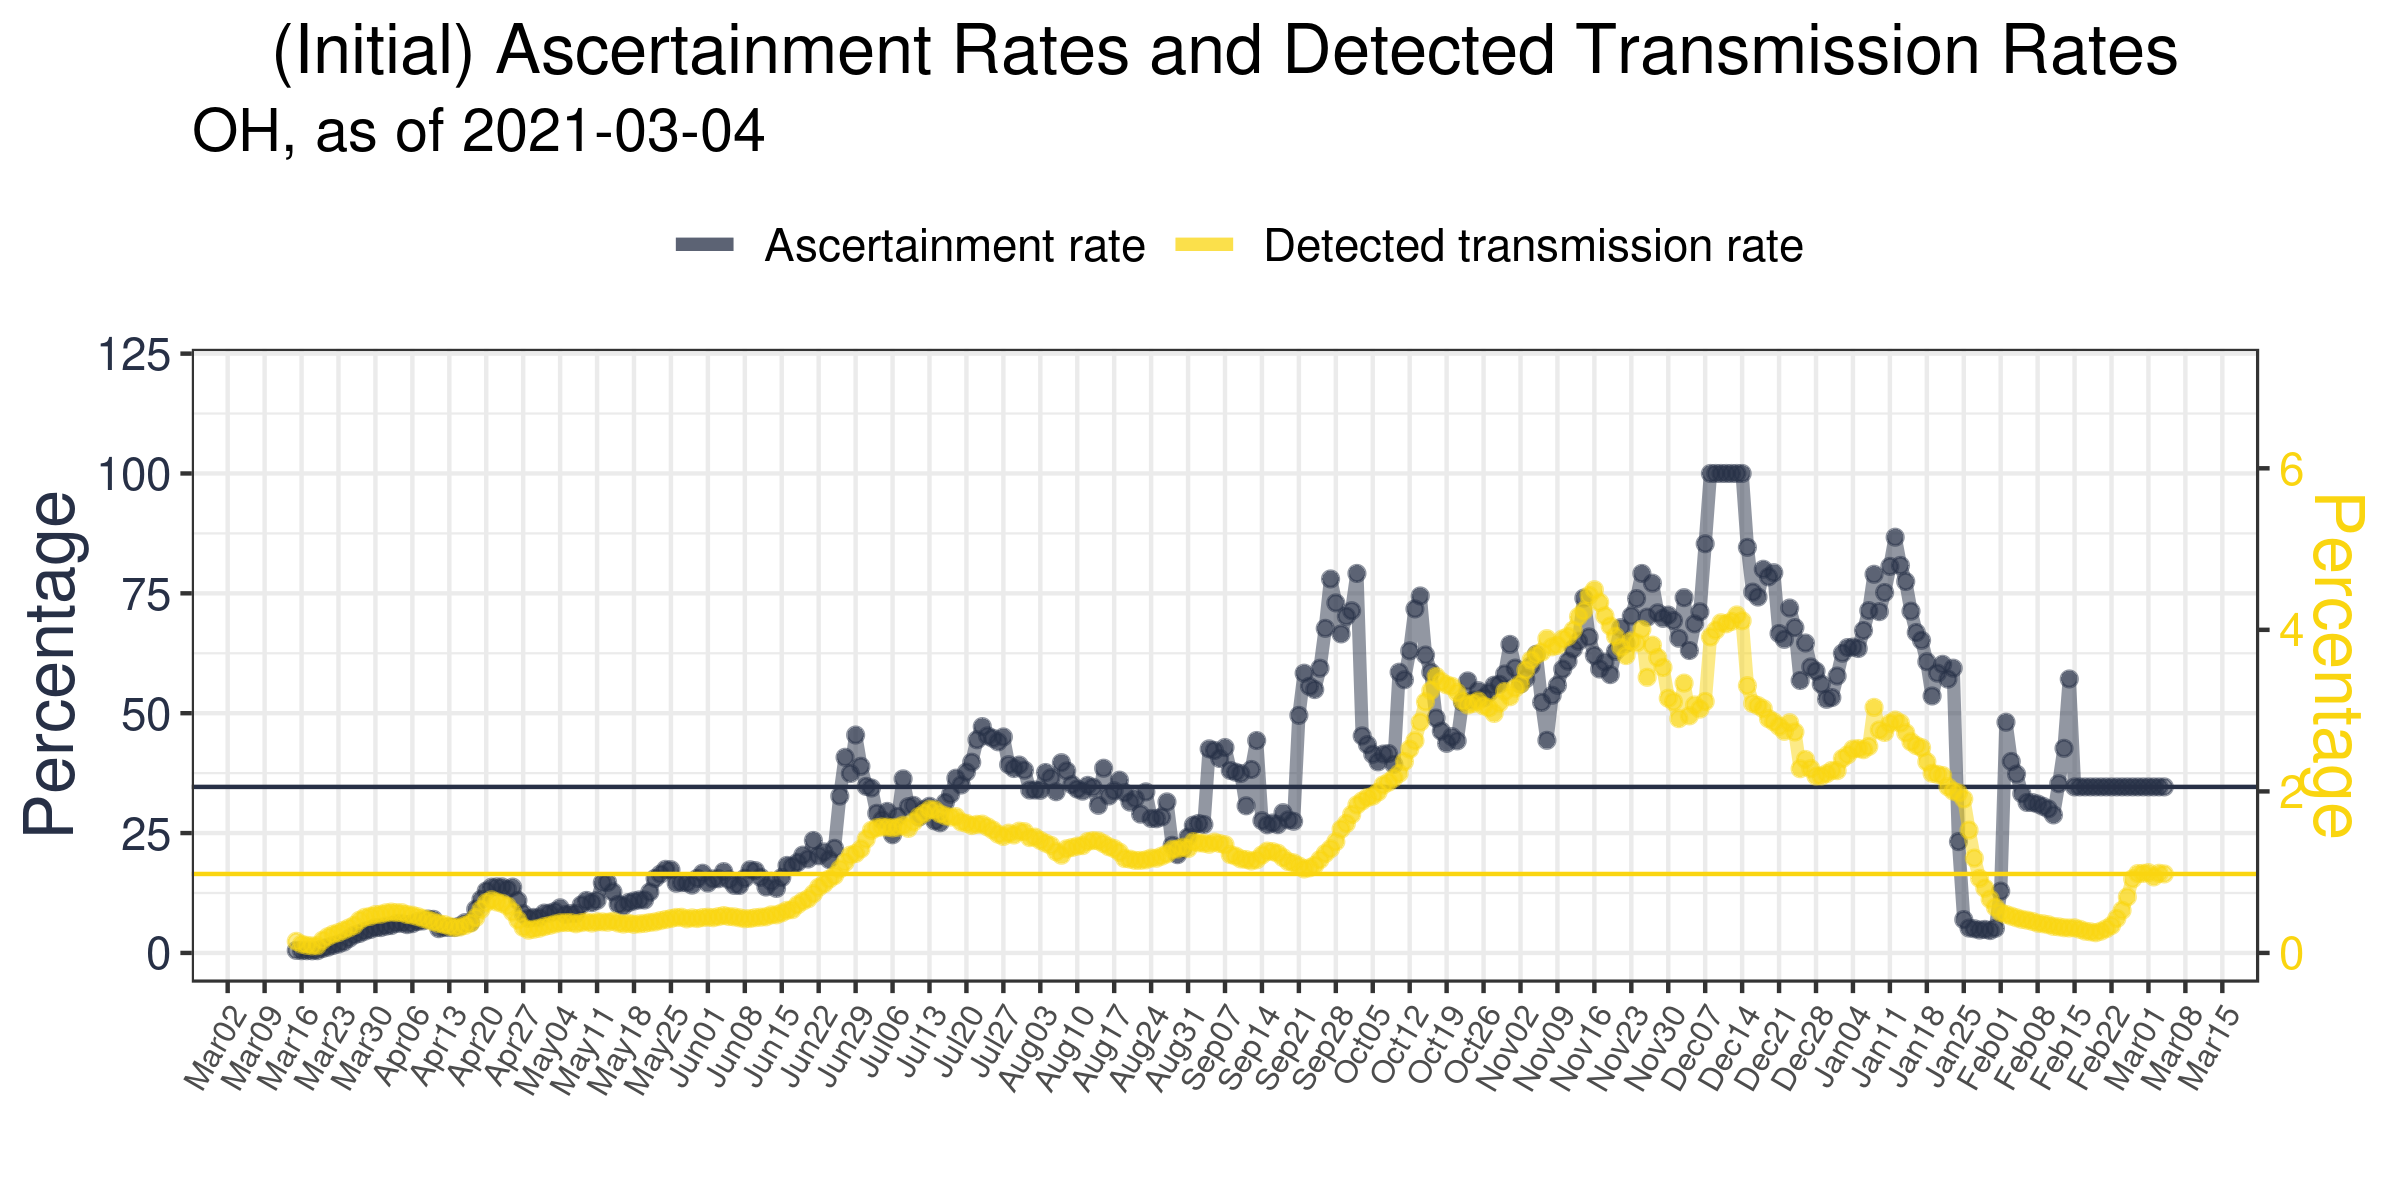 (Initial) Ascertainment Rates and Detected Transmission Rates
OH, as of 2021-03-04
Ascertainment rate
Detected transmission rate
Percentage
125
100
75
50
25
0
6
4
2
0
Percentage
Mar02
Mar09
Mar16
Mar23
Mar30
Apr06
Apr13
Apr20
Apr27
May04
May11
May18
May25
Jun01
Jun08
Jun15
Jun22
Jun29
Jul06
Jul13
Jul20
Jul27
Aug03
Aug10
Aug17
Aug24
Aug31
Sep07
Sep14
Sep21
Sep28
Oct05
Oct12
Oct19
Oct26
Nov02
Nov09
Nov16
Nov23
Nov30
Dec07
Dec14
Dec21
Dec28
Jan04
Jan11
Jan18
Jan25
Feb01
Feb08
Feb15
Feb22
Mar01
Mar08
Mar15